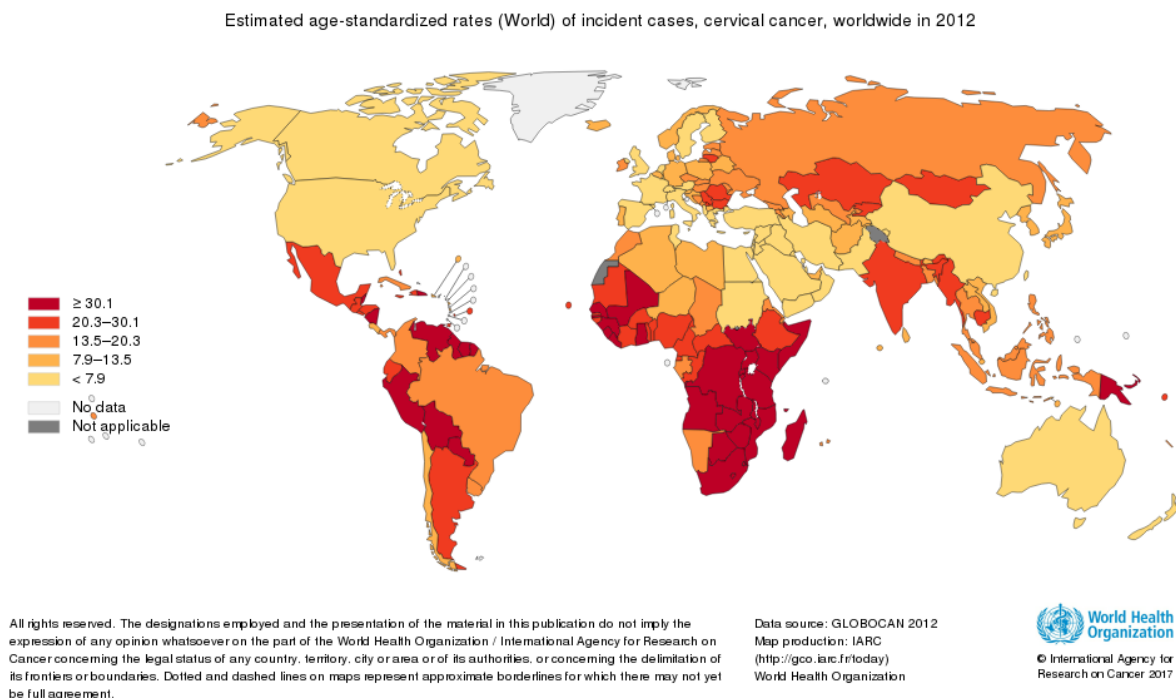 Estimated age-standardized rates (World) of incident cases, cervical cancer, worldwide in 2012
≥ 30.1
20.3–30.1
13.5–20.3
7.9–13.5
< 7.9
No data
Not applicable
All rights reserved. The designations employed and the presentation of the material in this publication do not imply the
expression of any opinion whatsoever on the part of the World Health Organization / International Agency for Research on
Cancer concerning the legal status of any country, territory, city or area or of its authorities, or concerning the delimitation of
its frontiers or boundaries. Dotted and dashed lines on maps represent approximate borderlines for which there may not yet
be full agreement.
Data source: GLOBOCAN 2012
Map production: IARC
(http://gco.iarc.fr/today)
World Health Organization
World Health
Organization
© International Agency for
Research on Cancer 2017